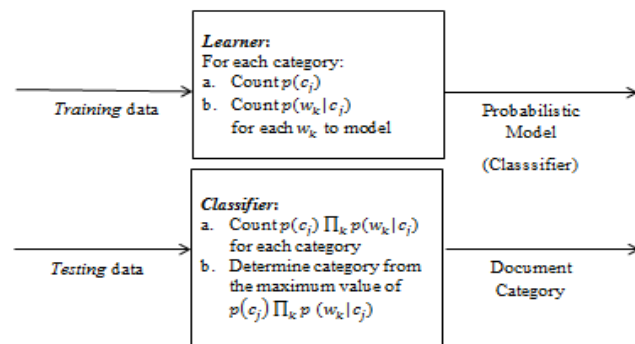 Learner:
For each category:
a. Count p(c_j)
b. Count p(w_k|c_j)
for each w_k to model
Training data
Probabilistic
Model
(Classsifier)
Classifier:
a. Count p(c_j) ∏_k p(w_k|c_j)
for each category
b. Determine category from
the maximum value of
p(c_j) ∏_k p (w_k|c_j)
Testing data
Document
Category